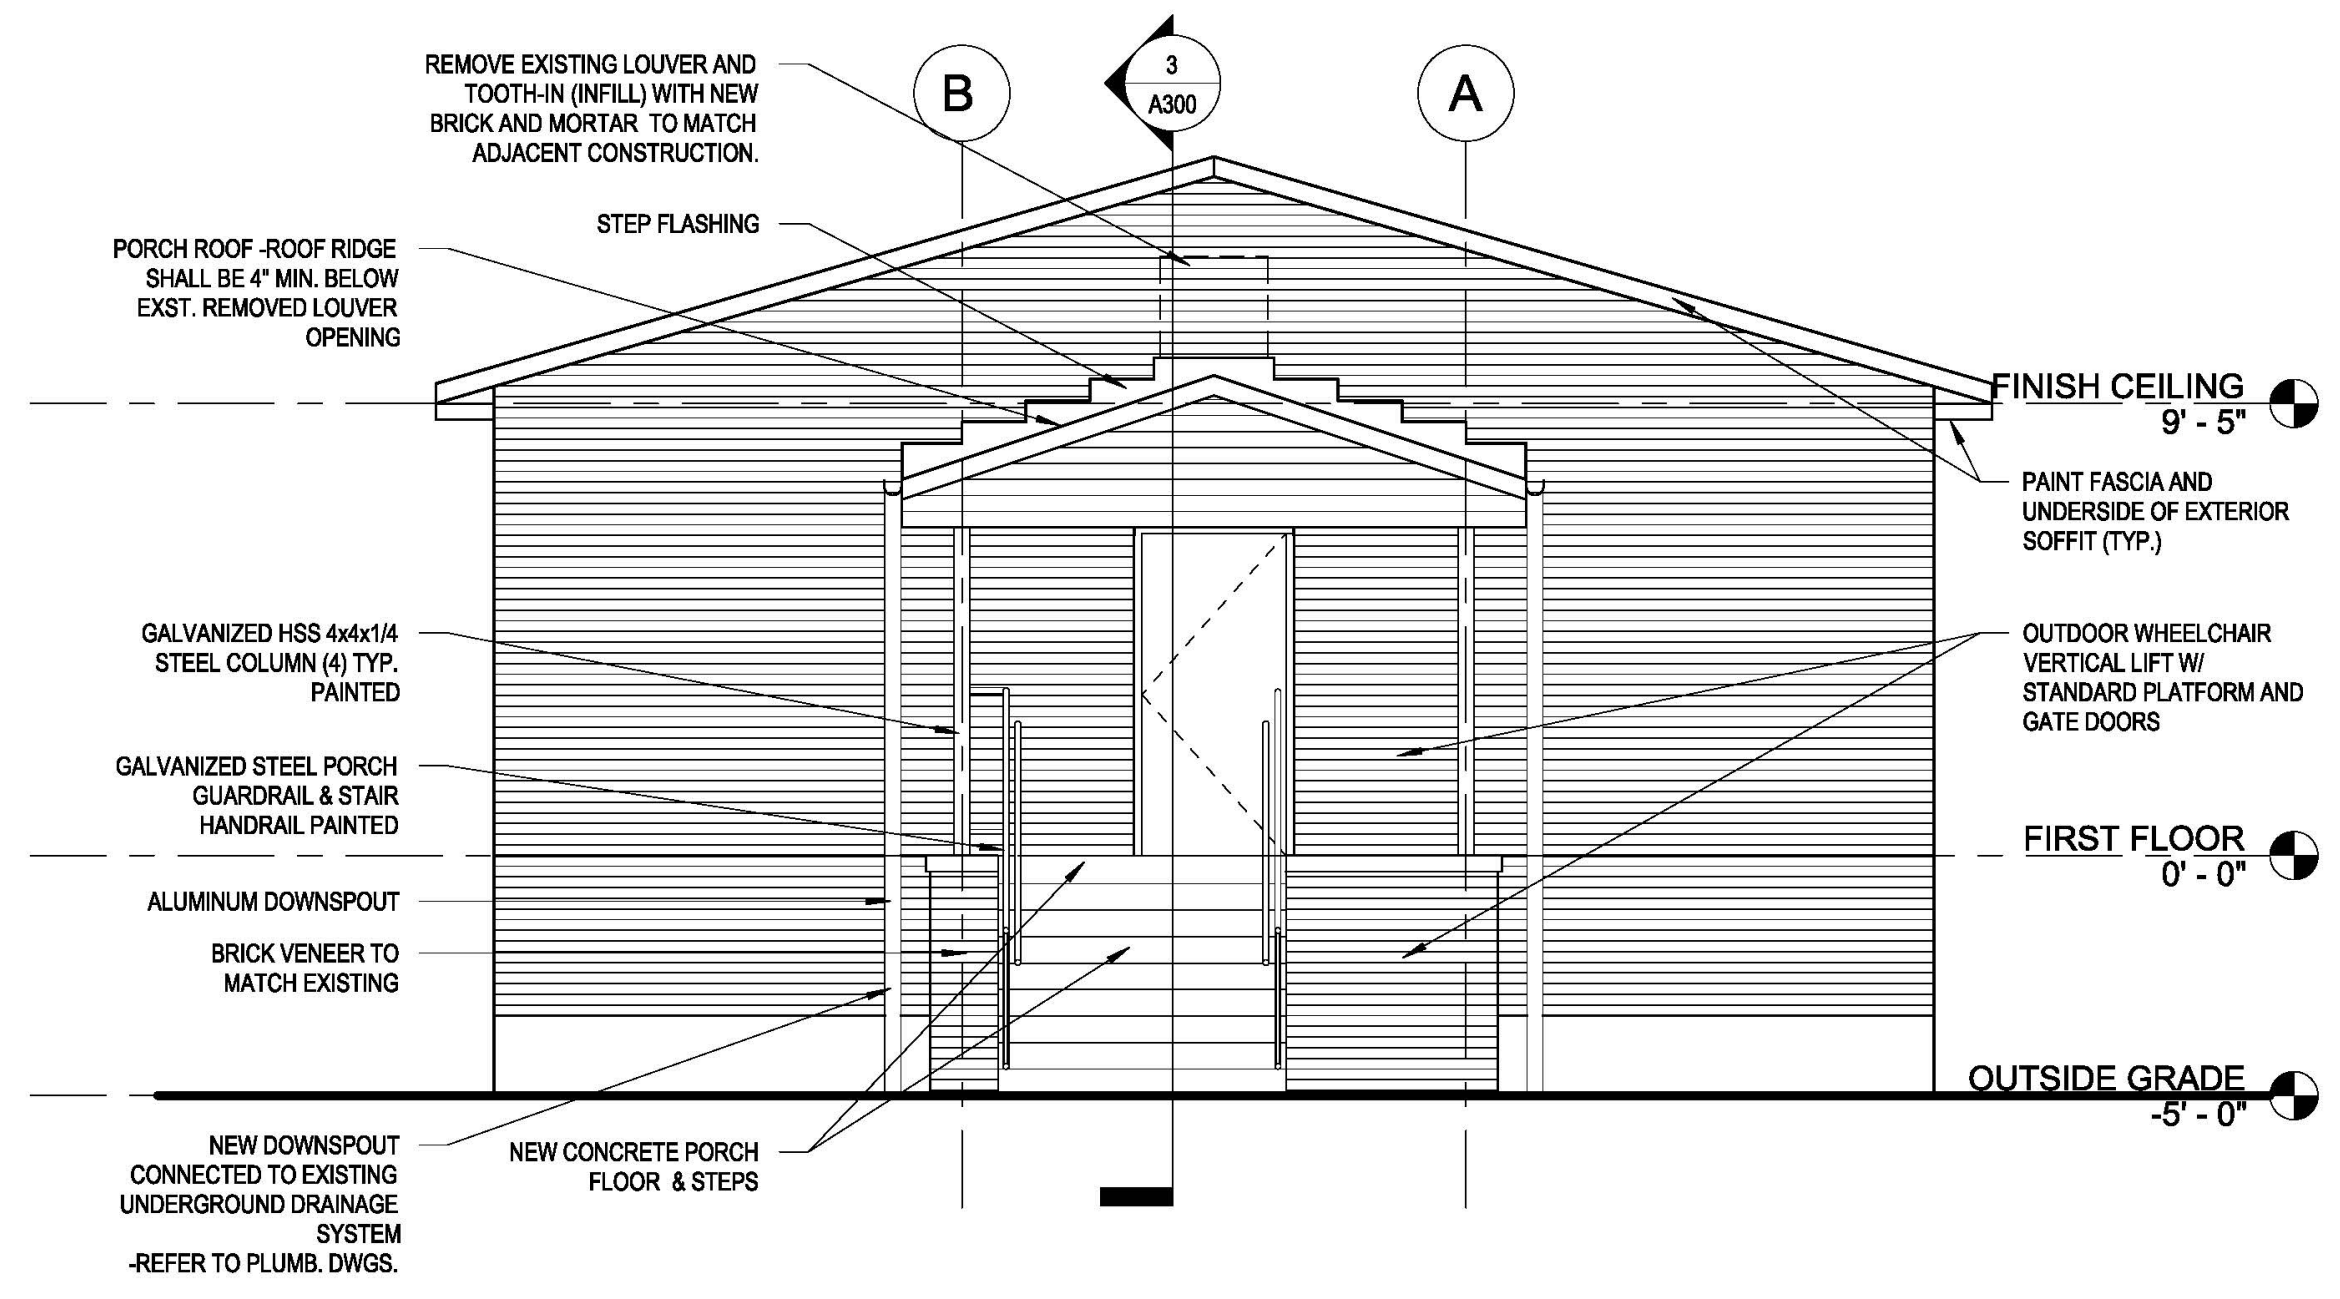 REMOVE EXISTING LOUVER AND
TOOTH-IN (INFILL) WITH NEW
BRICK AND MORTAR TO MATCH
ADJACENT CONSTRUCTION.
B
3
A300
A
STEP FLASHING
PORCH ROOF -ROOF RIDGE
SHALL BE 4" MIN. BELOW
EXST. REMOVED LOUVER
OPENING
FINISH CEILING
9' - 5"
PAINT FASCIA AND
UNDERSIDE OF EXTERIOR
SOFFIT (TYP.)
GALVANIZED HSS 4x4x1/4
STEEL COLUMN (4) TYP.
PAINTED
OUTDOOR WHEELCHAIR
VERTICAL LIFT W/
STANDARD PLATFORM AND
GATE DOORS
GALVANIZED STEEL PORCH
GUARDRAIL & STAIR
HANDRAIL PAINTED
FIRST FLOOR
0' - 0"
ALUMINUM DOWNSPOUT
BRICK VENEER TO
MATCH EXISTING
OUTSIDE GRADE
-5' - 0"
NEW DOWNSPOUT
CONNECTED TO EXISTING
UNDERGROUND DRAINAGE
SYSTEM
-REFER TO PLUMB. DWGS.
NEW CONCRETE PORCH
FLOOR & STEPS